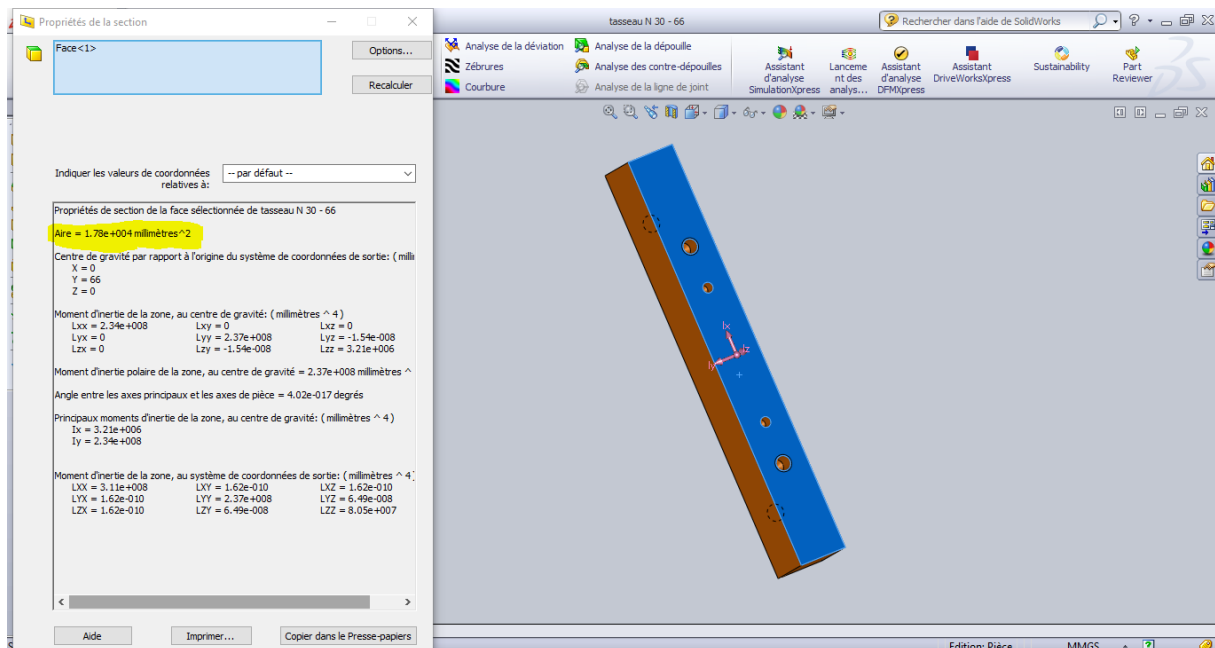 Propriétés de la section
tasseau N 30 - 66
Rechercher dans l'aide de SolidWorks
Face<1>
Options...
Recalculer
Analyse de la déviation
Analyse de la dépouille
Zébrures
Analyse des contre-dépouilles
Courbure
Analyse de la ligne de joint
Assistant
d'analyse
SimulationXpress
Lanceme
nt des
analys...
Assistant
d'analyse
DFMXpress
Assistant
DriveWorksXpress
Sustainability
Part
Reviewer
Indiquer les valeurs de coordonnées
relatives à:
-- par défaut --
Propriétés de section de la face sélectionnée de tasseau N 30 - 66
Aire = 1.78e+004 milimètres^2
Centre de gravité par rapport à l'origine du système de coordonnées de sortie: ( milli
X = 0
Y = 66
Z = 0
Moment d'inertie de la zone, au centre de gravité: ( milimètres ^ 4 )
Lxx = 2.34e+008 Lxy = 0 Lxz = 0
Lyx = 0 Lyy = 2.37e+008 Lyz = -1.54e-008
Lzx = 0 Lzy = -1.54e-008 Lzz = 3.21e+006
Moment d'inertie polaire de la zone, au centre de gravité = 2.37e+008 milimètres ^
Angle entre les axes principaux et les axes de pièce = 4.02e-017 degrés
Principaux moments d'inertie de la zone, au centre de gravité: ( milimètres ^ 4 )
Ix = 3.21e+006
Iy = 2.34e+008
Moment d'inertie de la zone, au système de coordonnées de sortie: ( milimètres ^ 4
LXX = 3.11e+008 LXY = 1.62e-010 LXZ = 1.62e-010
LYX = 1.62e-010 LYY = 2.37e+008 LYZ = 6.49e-008
LZX = 1.62e-010 LZY = 6.49e-008 LZZ = 8.05e+007
Ix
Iy
Iz
Aide
Imprimer...
Copier dans le Presse-papiers
Edition: Pièce
MMGS